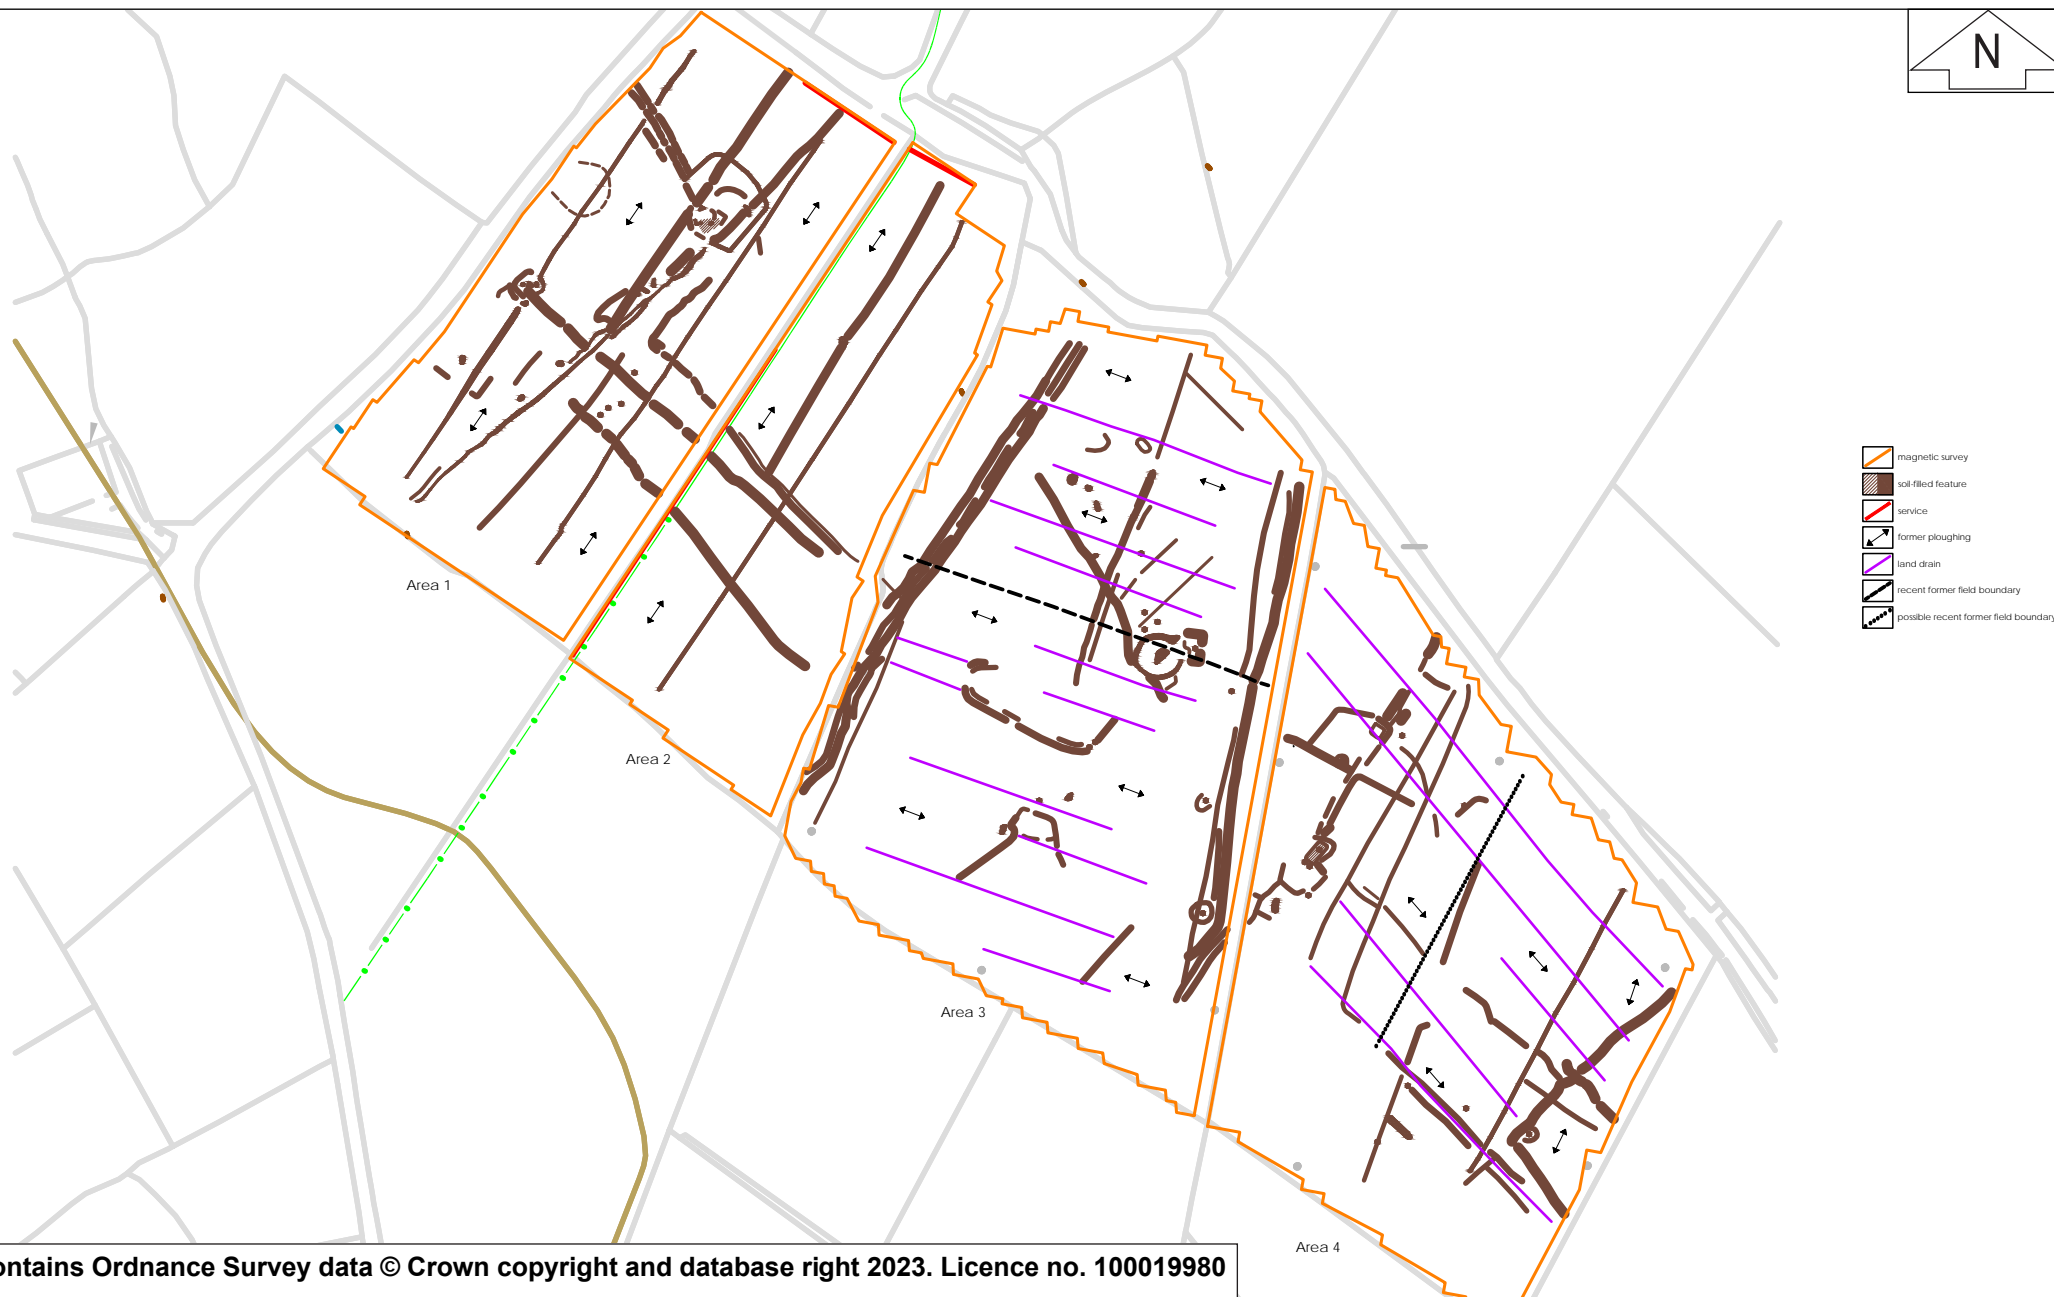 N
magnetic survey
soil-filled feature
service
former ploughing
land drain
recent former field boundary
possible recent former field boundary
Area 1
Area 2
Area 3
Area 4
ontains Ordnance Survey data © Crown copyright and database right 2023. Licence no. 100019980